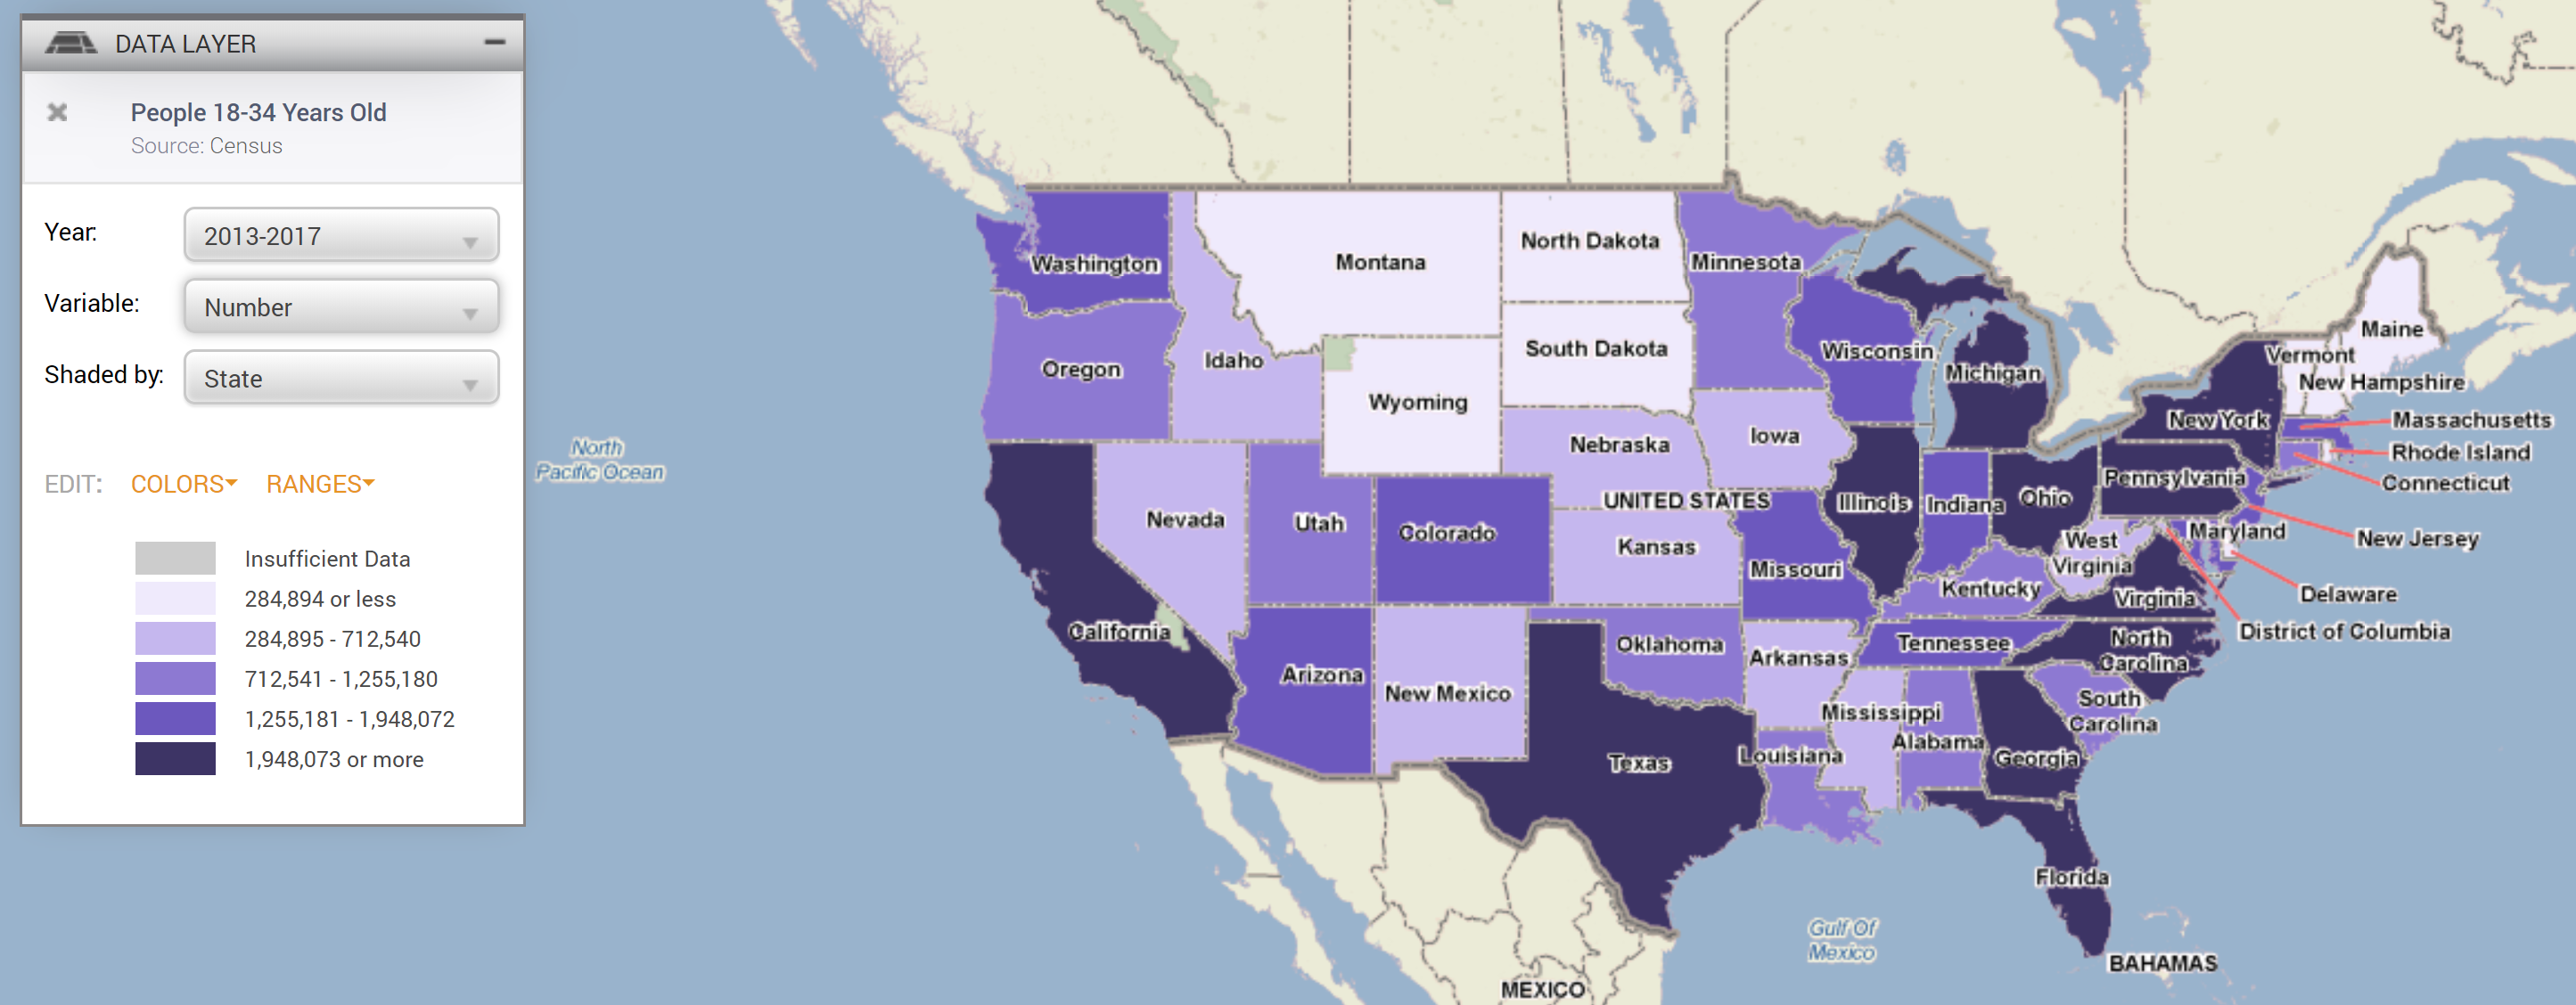 DATA LAYER
People 18-34 Years Old
Source: Census
Year:
2013-2017
Variable:
Number
Shaded by:
State
EDIT:
COLORS
RANGES
Insufficient Data
284,894 or less
284,895 - 712,540
712,541 - 1,255,180
1,255,181 - 1,948,072
1,948,073 or more
North
Pacific Ocean
Washington
Montana
North Dakota
Minnesota
Oregon
Idaho
South Dakota
Wisconsin
Michigan
Maine
Vermont
New Hampshire
Wyoming
Nebraska
Iowa
New York
Massachusetts
Rhode Island
Connecticut
Nevada
Utah
Colorado
UNITED STATES
Kansas
Missouri
Illinois
Indiana
Ohio
Pennsylvania
Maryland
New Jersey
West
Virginia
Kentucky
Virginia
Delaware
District of Columbia
California
Arizona
New Mexico
Oklahoma
Arkansas
Tennessee
North
Carolina
South
Carolina
Mississippi
Alabama
Georgia
Texas
Louisiana
Florida
Gulf Of
Mexico
BAHAMAS
MEXICO